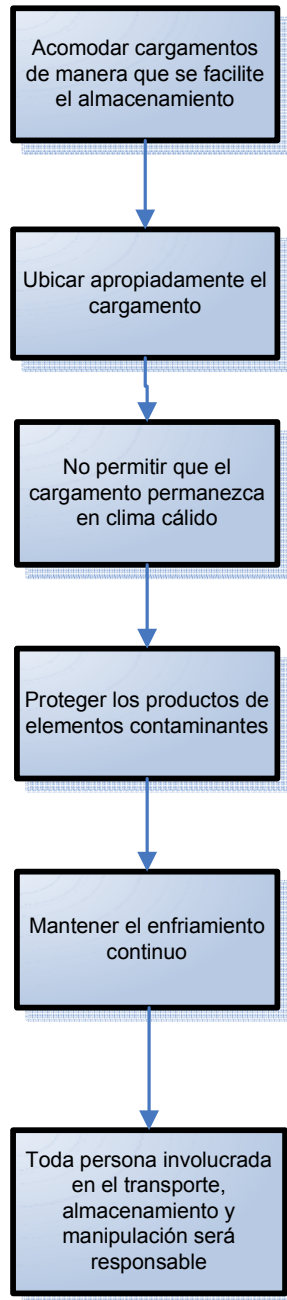 Acomodar cargamentos
de manera que se facilite
el almacenamiento
Ubicar apropiadamente el
cargamento
No permitir que el
cargamento permanezca
en clima cálido
Proteger los productos de
elementos contaminantes
Mantener el enfriamiento
continuo
Toda persona involucrada
en el transporte,
almacenamiento y
manipulación será
responsable